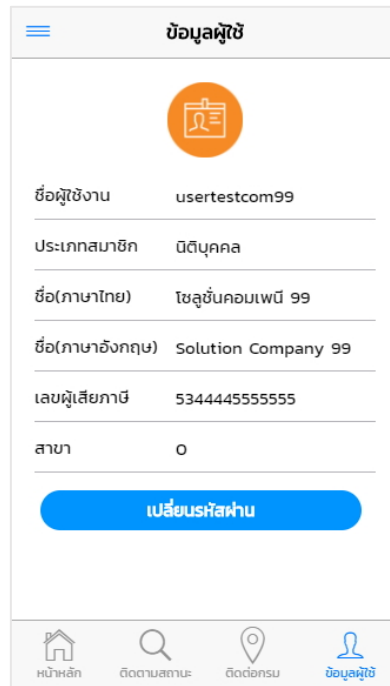 ข้อมูลผู้ใช้
ชื่อผู้ใช้งาน usertestcom99
ประเภทสมาชิก นิติบุคคล
ชื่อ(ภาษาไทย) โซลูชั่นคอมเพนี 99
ชื่อ(ภาษาอังกฤษ) Solution Company 99
เลขผู้เสียภาษี 5344445555555
สาขา 0
เปลี่ยนรหัสผ่าน
หน้าหลัก ติดตามสถานะ ติดต่อกรม ข้อมูลผู้ใช้